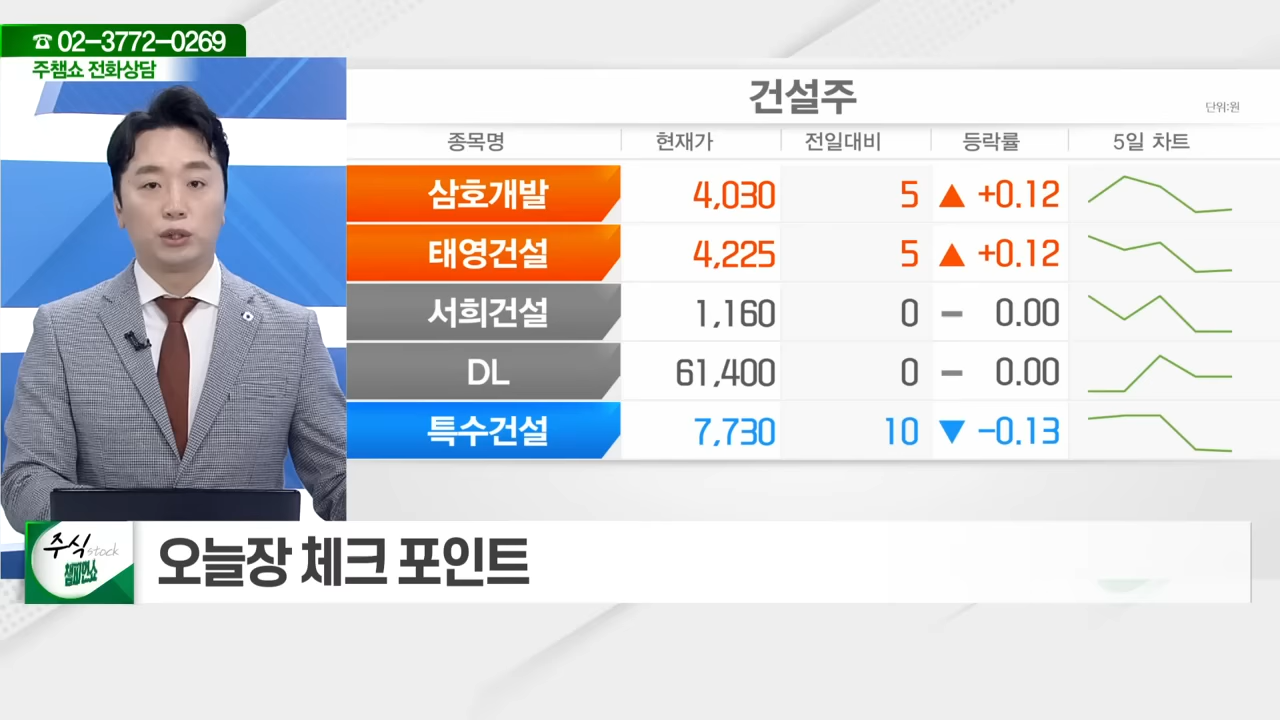 ☎ 02-3772-0269
주챔쇼 전화상담
건설주
단위:원
종목명 현재가 전일대비 등락률 5일 차트
삼호개발 4,030 5 ▲ +0.12
태영건설 4,225 5 ▲ +0.12
서희건설 1,160 0 － 0.00
DL 61,400 0 － 0.00
특수건설 7,730 10 ▼ -0.13
주식 stock
챔피언쇼
오늘장 체크 포인트